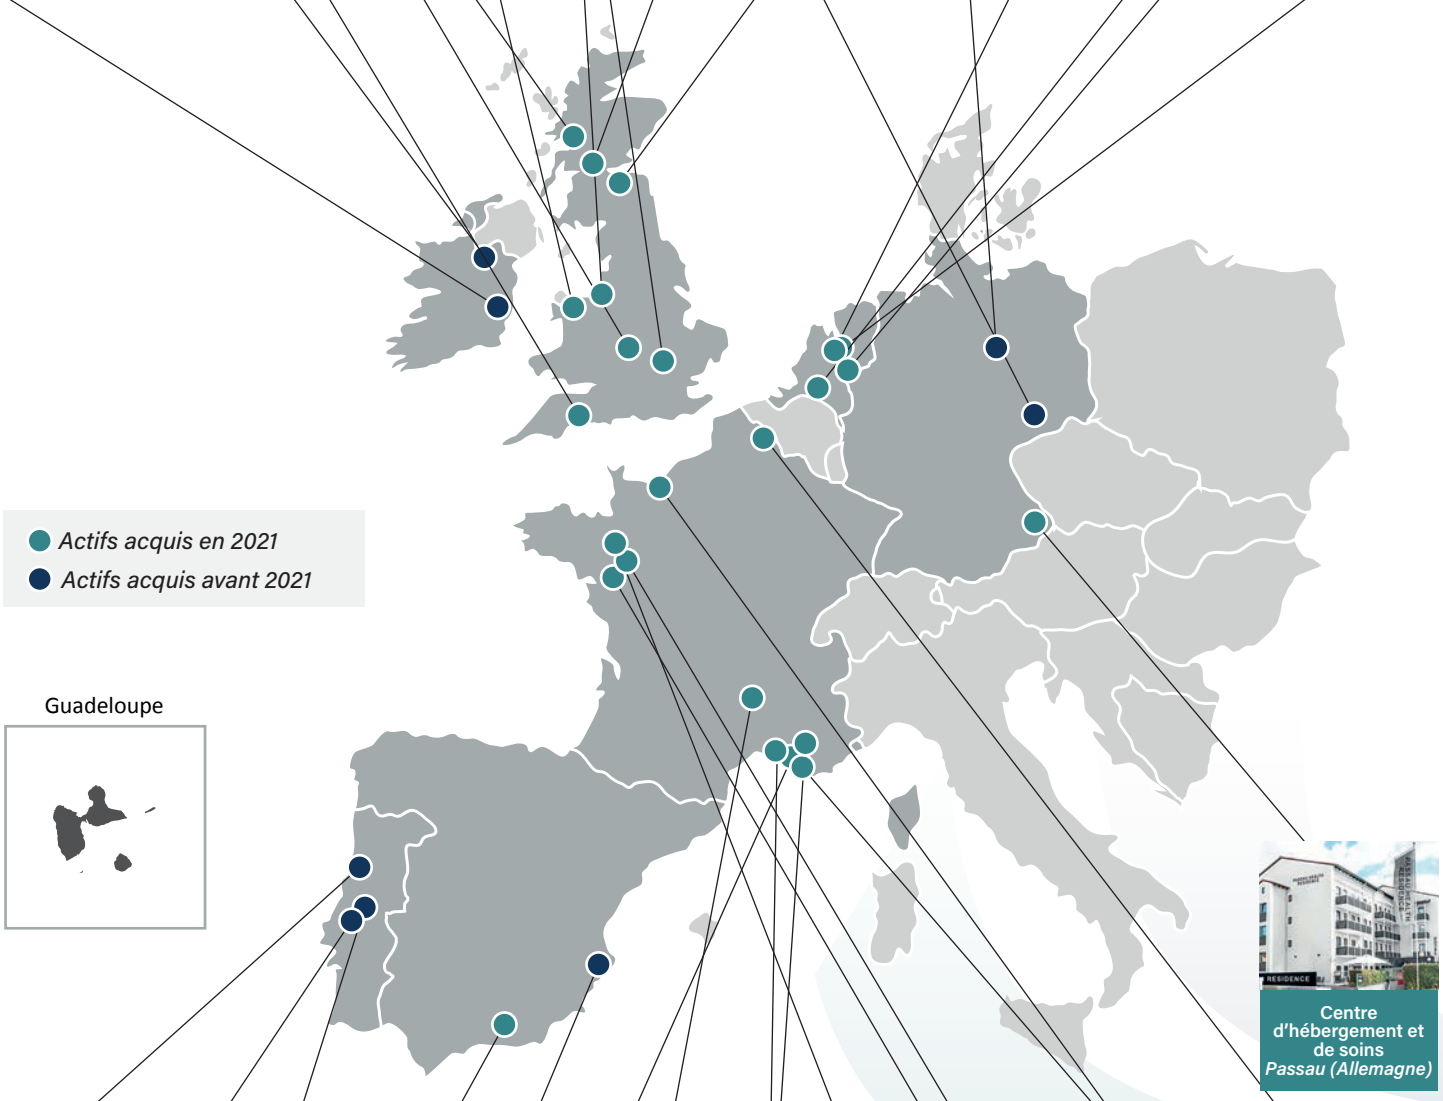 Actifs acquis en 2021
Actifs acquis avant 2021
Guadeloupe
RESIDENCE
Centre
d'hébergement et
de soins
Passau (Allemagne)